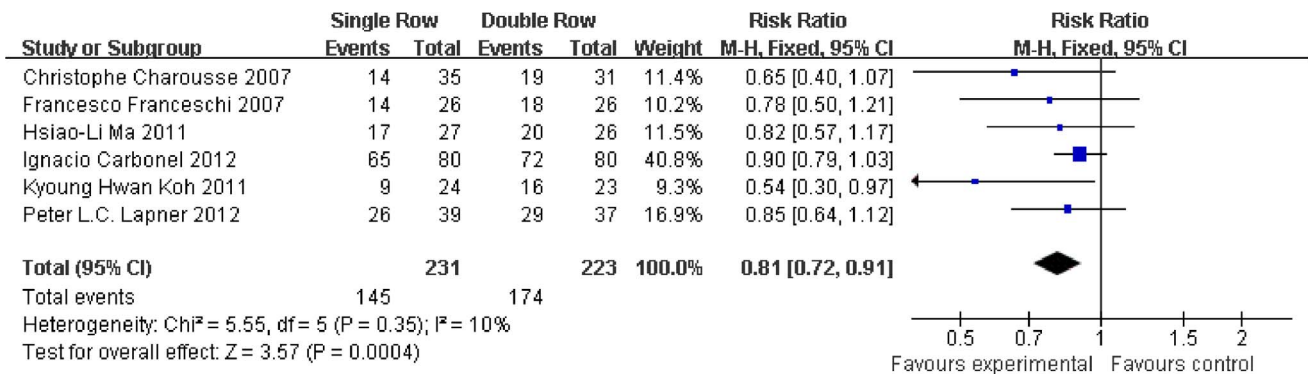 Single Row Double Row Risk Ratio Risk Ratio
Study or Subgroup Events Total Events Total Weight M-H, Fixed, 95% CI M-H, Fixed, 95% CI
Christophe Charousse 2007 14 35 19 31 11.4% 0.65 [0.40, 1.07]
Francesco Franceschi 2007 14 26 18 26 10.2% 0.78 [0.50, 1.21]
Hsiao-Li Ma 2011 17 27 20 26 11.5% 0.82 [0.57, 1.17]
Ignacio Carbonel 2012 65 80 72 80 40.8% 0.90 [0.79, 1.03]
Kyoung Hwan Koh 2011 9 24 16 23 9.3% 0.54 [0.30, 0.97]
Peter L.C. Lapner 2012 26 39 29 37 16.9% 0.85 [0.64, 1.12]
Total (95% CI) 231 223 100.0% 0.81 [0.72, 0.91]
Total events 145 174
Heterogeneity: Chi² = 5.55, df = 5 (P = 0.35); I² = 10%
Test for overall effect: Z = 3.57 (P = 0.0004)
0.5 0.7 1 1.5 2
Favours experimental Favours control